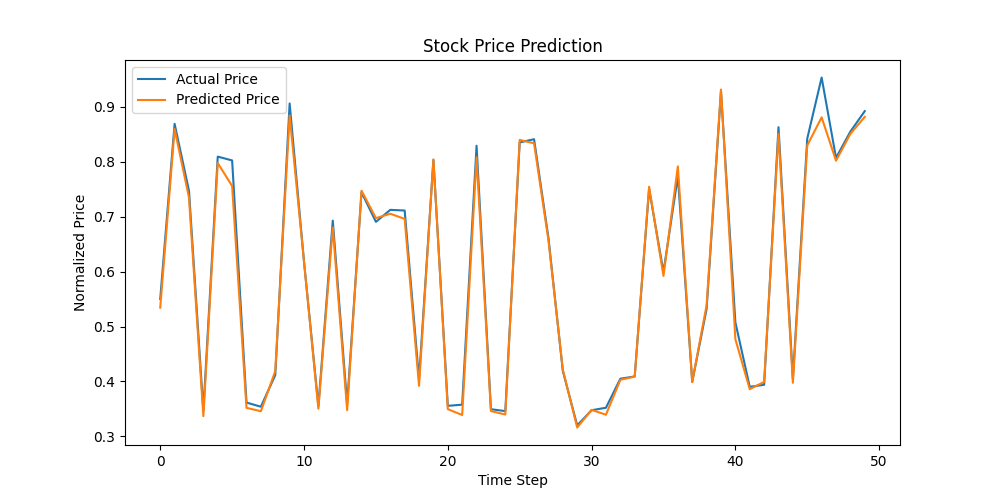 Stock Price Prediction
Actual Price
Predicted Price
Normalized Price
0.9
0.8
0.7
0.6
0.5
0.4
0.3
0 10 20 30 40 50
Time Step